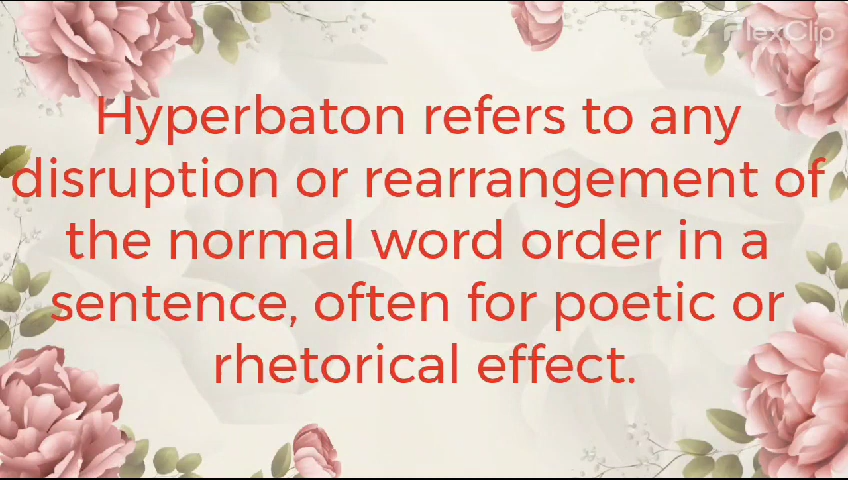 FlexClip
Hyperbaton refers to any
disruption or rearrangement of
the normal word order in a
sentence, often for poetic or
rhetorical effect.